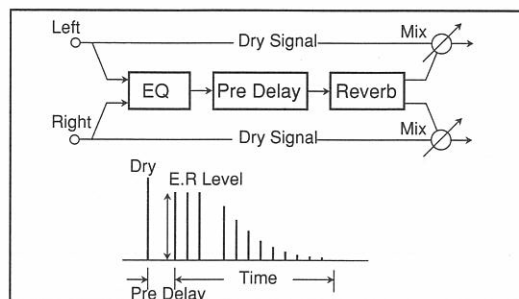 Left
Dry Signal
Mix
EQ
Pre Delay
Reverb
Right
Dry Signal
Mix
Dry
E.R Level
Time
Pre Delay